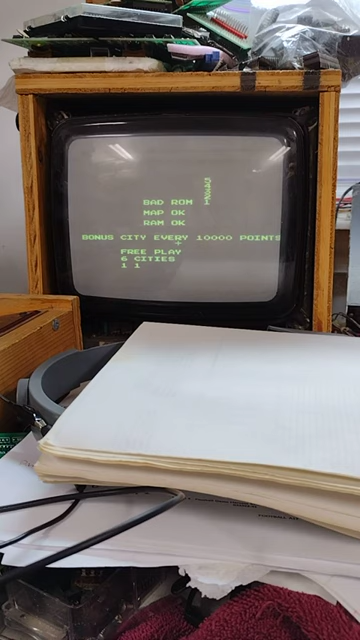 BAD ROM
MAP OK
RAM OK
BONUS CITY EVERY 10000 POINTS
FREE PLAY
6 CITIES
1 1